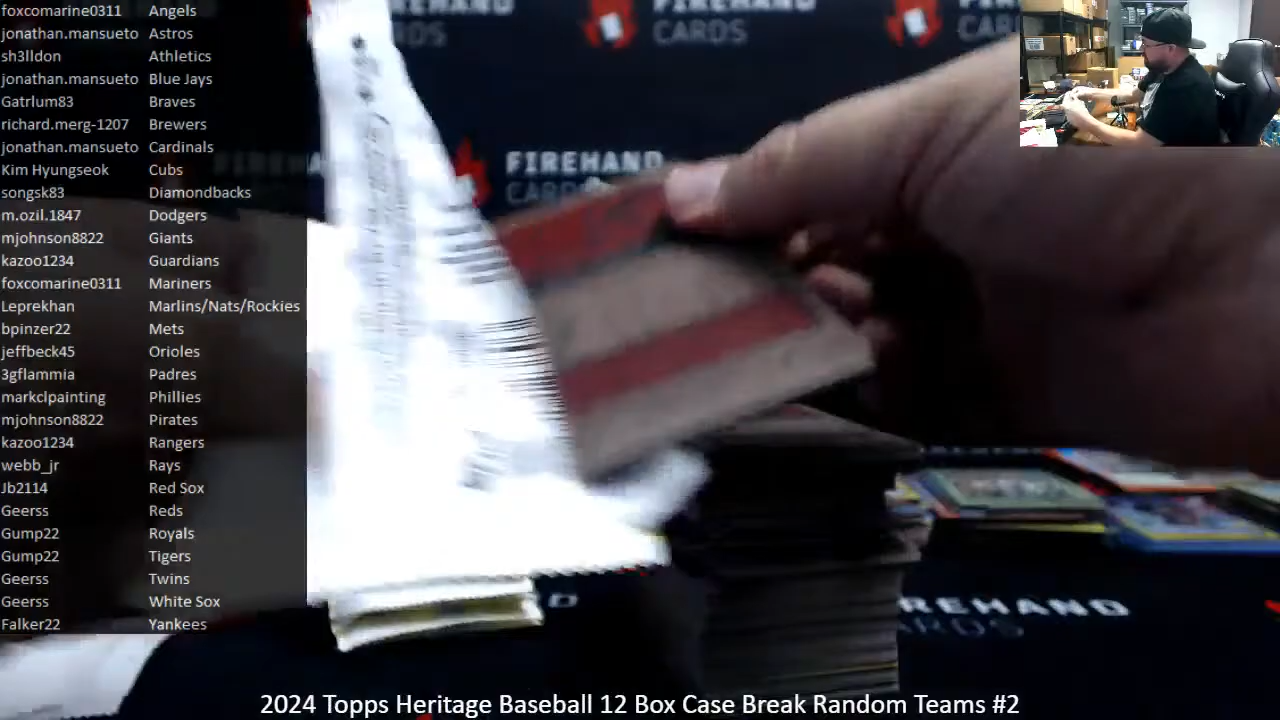 foxcomarine0311 Angels
jonathan.mansueto Astros
sh3lldon Athletics
jonathan.mansueto Blue Jays
Gatrlum83 Braves
richard.merg-1207 Brewers
jonathan.mansueto Cardinals
Kim Hyungseok Cubs
songsk83 Diamondbacks
m.ozil.1847 Dodgers
mjohnson8822 Giants
kazoo1234 Guardians
foxcomarine0311 Mariners
Leprekhan Marlins/Nats/Rockies
bpinzer22 Mets
jeffbeck45 Orioles
3gflammia Padres
markclpainting Phillies
mjohnson8822 Pirates
kazoo1234 Rangers
webb_jr Rays
Jb2114 Red Sox
Geerss Reds
Gump22 Royals
Gump22 Tigers
Geerss Twins
Geerss White Sox
Falker22 Yankees
FIREHAND
CARDS
FIREHAND
CARDS
2024 Topps Heritage Baseball 12 Box Case Break Random Teams #2